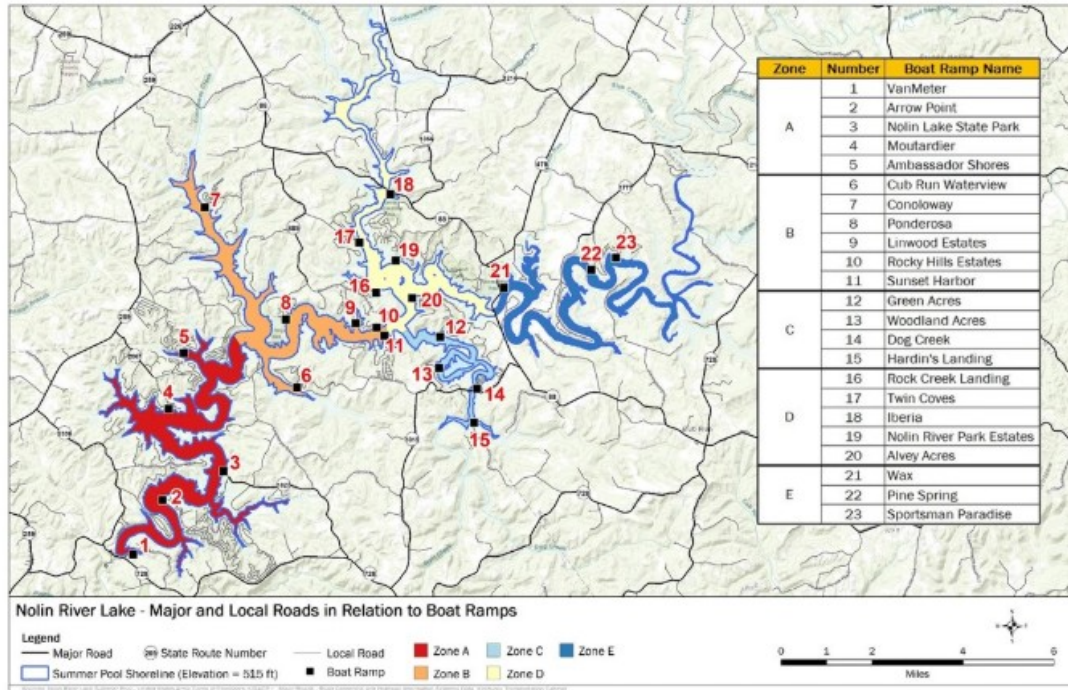 Zone Number Boat Ramp Name
A
1 VanMeter
2 Arrow Point
3 Nolin Lake State Park
4 Moutardier
5 Ambassador Shores
B
6 Cub Run Waterview
7 Conoloway
8 Ponderosa
9 Linwood Estates
10 Rocky Hills Estates
11 Sunset Harbor
C
12 Green Acres
13 Woodland Acres
14 Dog Creek
15 Hardin's Landing
D
16 Rock Creek Landing
17 Twin Coves
18 Iberia
19 Nolin River Park Estates
20 Alvey Acres
E
21 Wax
22 Pine Spring
23 Sportsman Paradise
18
7
23
17
19
22
21
16
20
8
9
10
12
11
5
13
6
14
4
15
3
2
1
728
Nolin River Lake - Major and Local Roads in Relation to Boat Ramps
Legend
Major Road
State Route Number
Local Road
Zone A
Zone C
Zone E
Summer Pool Shoreline (Elevation = 515 ft)
Boat Ramp
Zone B
Zone D
0 1 2 4 6
Miles